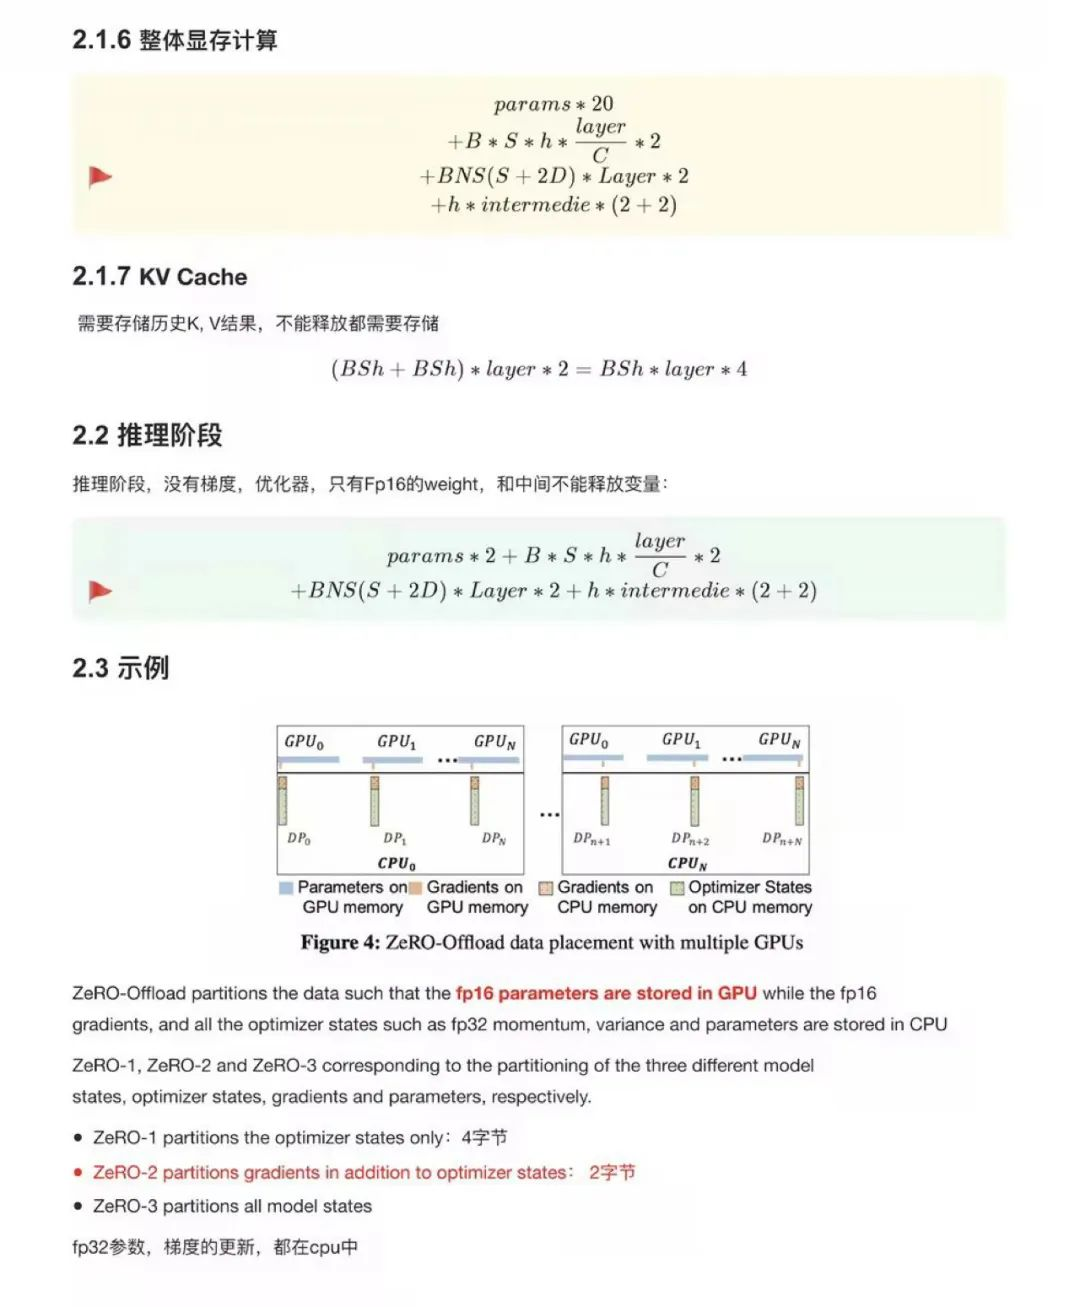 2.1.6 整体显存计算
params * 20
+B * S * h * layer/C * 2
+BNS(S + 2D) * Layer * 2
+h * intermedie * (2 + 2)
2.1.7 KV Cache
需要存储历史K, V结果，不能释放都需要存储
(BSh + BSh) * layer * 2 = BSh * layer * 4
2.2 推理阶段
推理阶段，没有梯度，优化器，只有Fp16的weight，和中间不能释放变量：
params * 2 + B * S * h * layer/C * 2
+BNS(S + 2D) * Layer * 2 + h * intermedie * (2 + 2)
2.3 示例
GPU₀ GPU₁ GPU_N GPU₀ GPU₁ GPU_N
... ...
...
DP₀ DP₁ DP_N DP_{n+1} DP_{n+2} DP_{n+N}
CPU₀ CPU_N
Parameters on GPU memory
Gradients on GPU memory
Gradients on CPU memory
Optimizer States on CPU memory
Figure 4: ZeRO-Offload data placement with multiple GPUs
ZeRO-Offload partitions the data such that the fp16 parameters are stored in GPU while the fp16
gradients, and all the optimizer states such as fp32 momentum, variance and parameters are stored in CPU
ZeRO-1, ZeRO-2 and ZeRO-3 corresponding to the partitioning of the three different model
states, optimizer states, gradients and parameters, respectively.
• ZeRO-1 partitions the optimizer states only：4字节
• ZeRO-2 partitions gradients in addition to optimizer states： 2字节
• ZeRO-3 partitions all model states
fp32参数，梯度的更新，都在cpu中